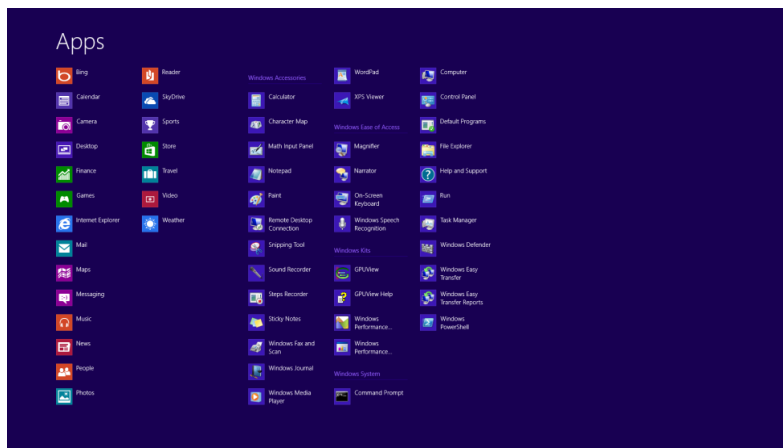 Apps
Bing
Calendar
Camera
Desktop
Finance
Games
Internet Explorer
Mail
Maps
Messaging
Music
News
People
Photos
Reader
SkyDrive
Sports
Store
Travel
Video
Weather
Windows Accessories
Calculator
Character Map
Math Input Panel
Notepad
Paint
Remote Desktop
Connection
Snipping Tool
Sound Recorder
Steps Recorder
Sticky Notes
Windows Fax and
Scan
Windows Journal
Windows Media
Player
WordPad
XPS Viewer
Windows Ease of Access
Magnifier
Narrator
On-Screen
Keyboard
Windows Speech
Recognition
Windows Kits
GPUView
GPUView Help
Windows
Performance...
Windows
Performance...
Windows System
Command Prompt
Computer
Control Panel
Default Programs
File Explorer
Help and Support
Run
Task Manager
Windows Defender
Windows Easy
Transfer
Windows Easy
Transfer Reports
Windows
PowerShell